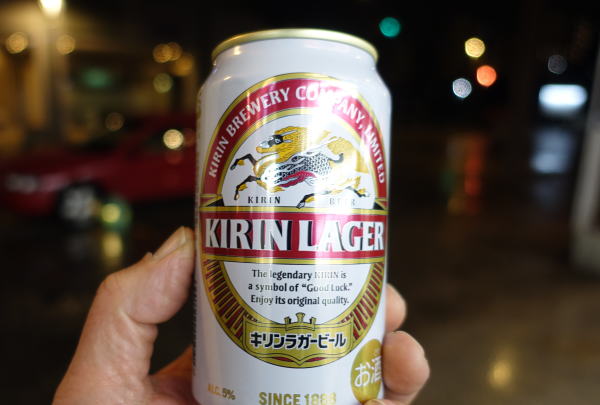 KIRIN BREWERY COMPANY, LIMITED
KIRIN BEER
KIRIN LAGER
The legendary KIRIN is
a symbol of "Good Luck."
Enjoy its original quality.
キリンラガービール
お酒
ALC. 5%
SINCE 1888